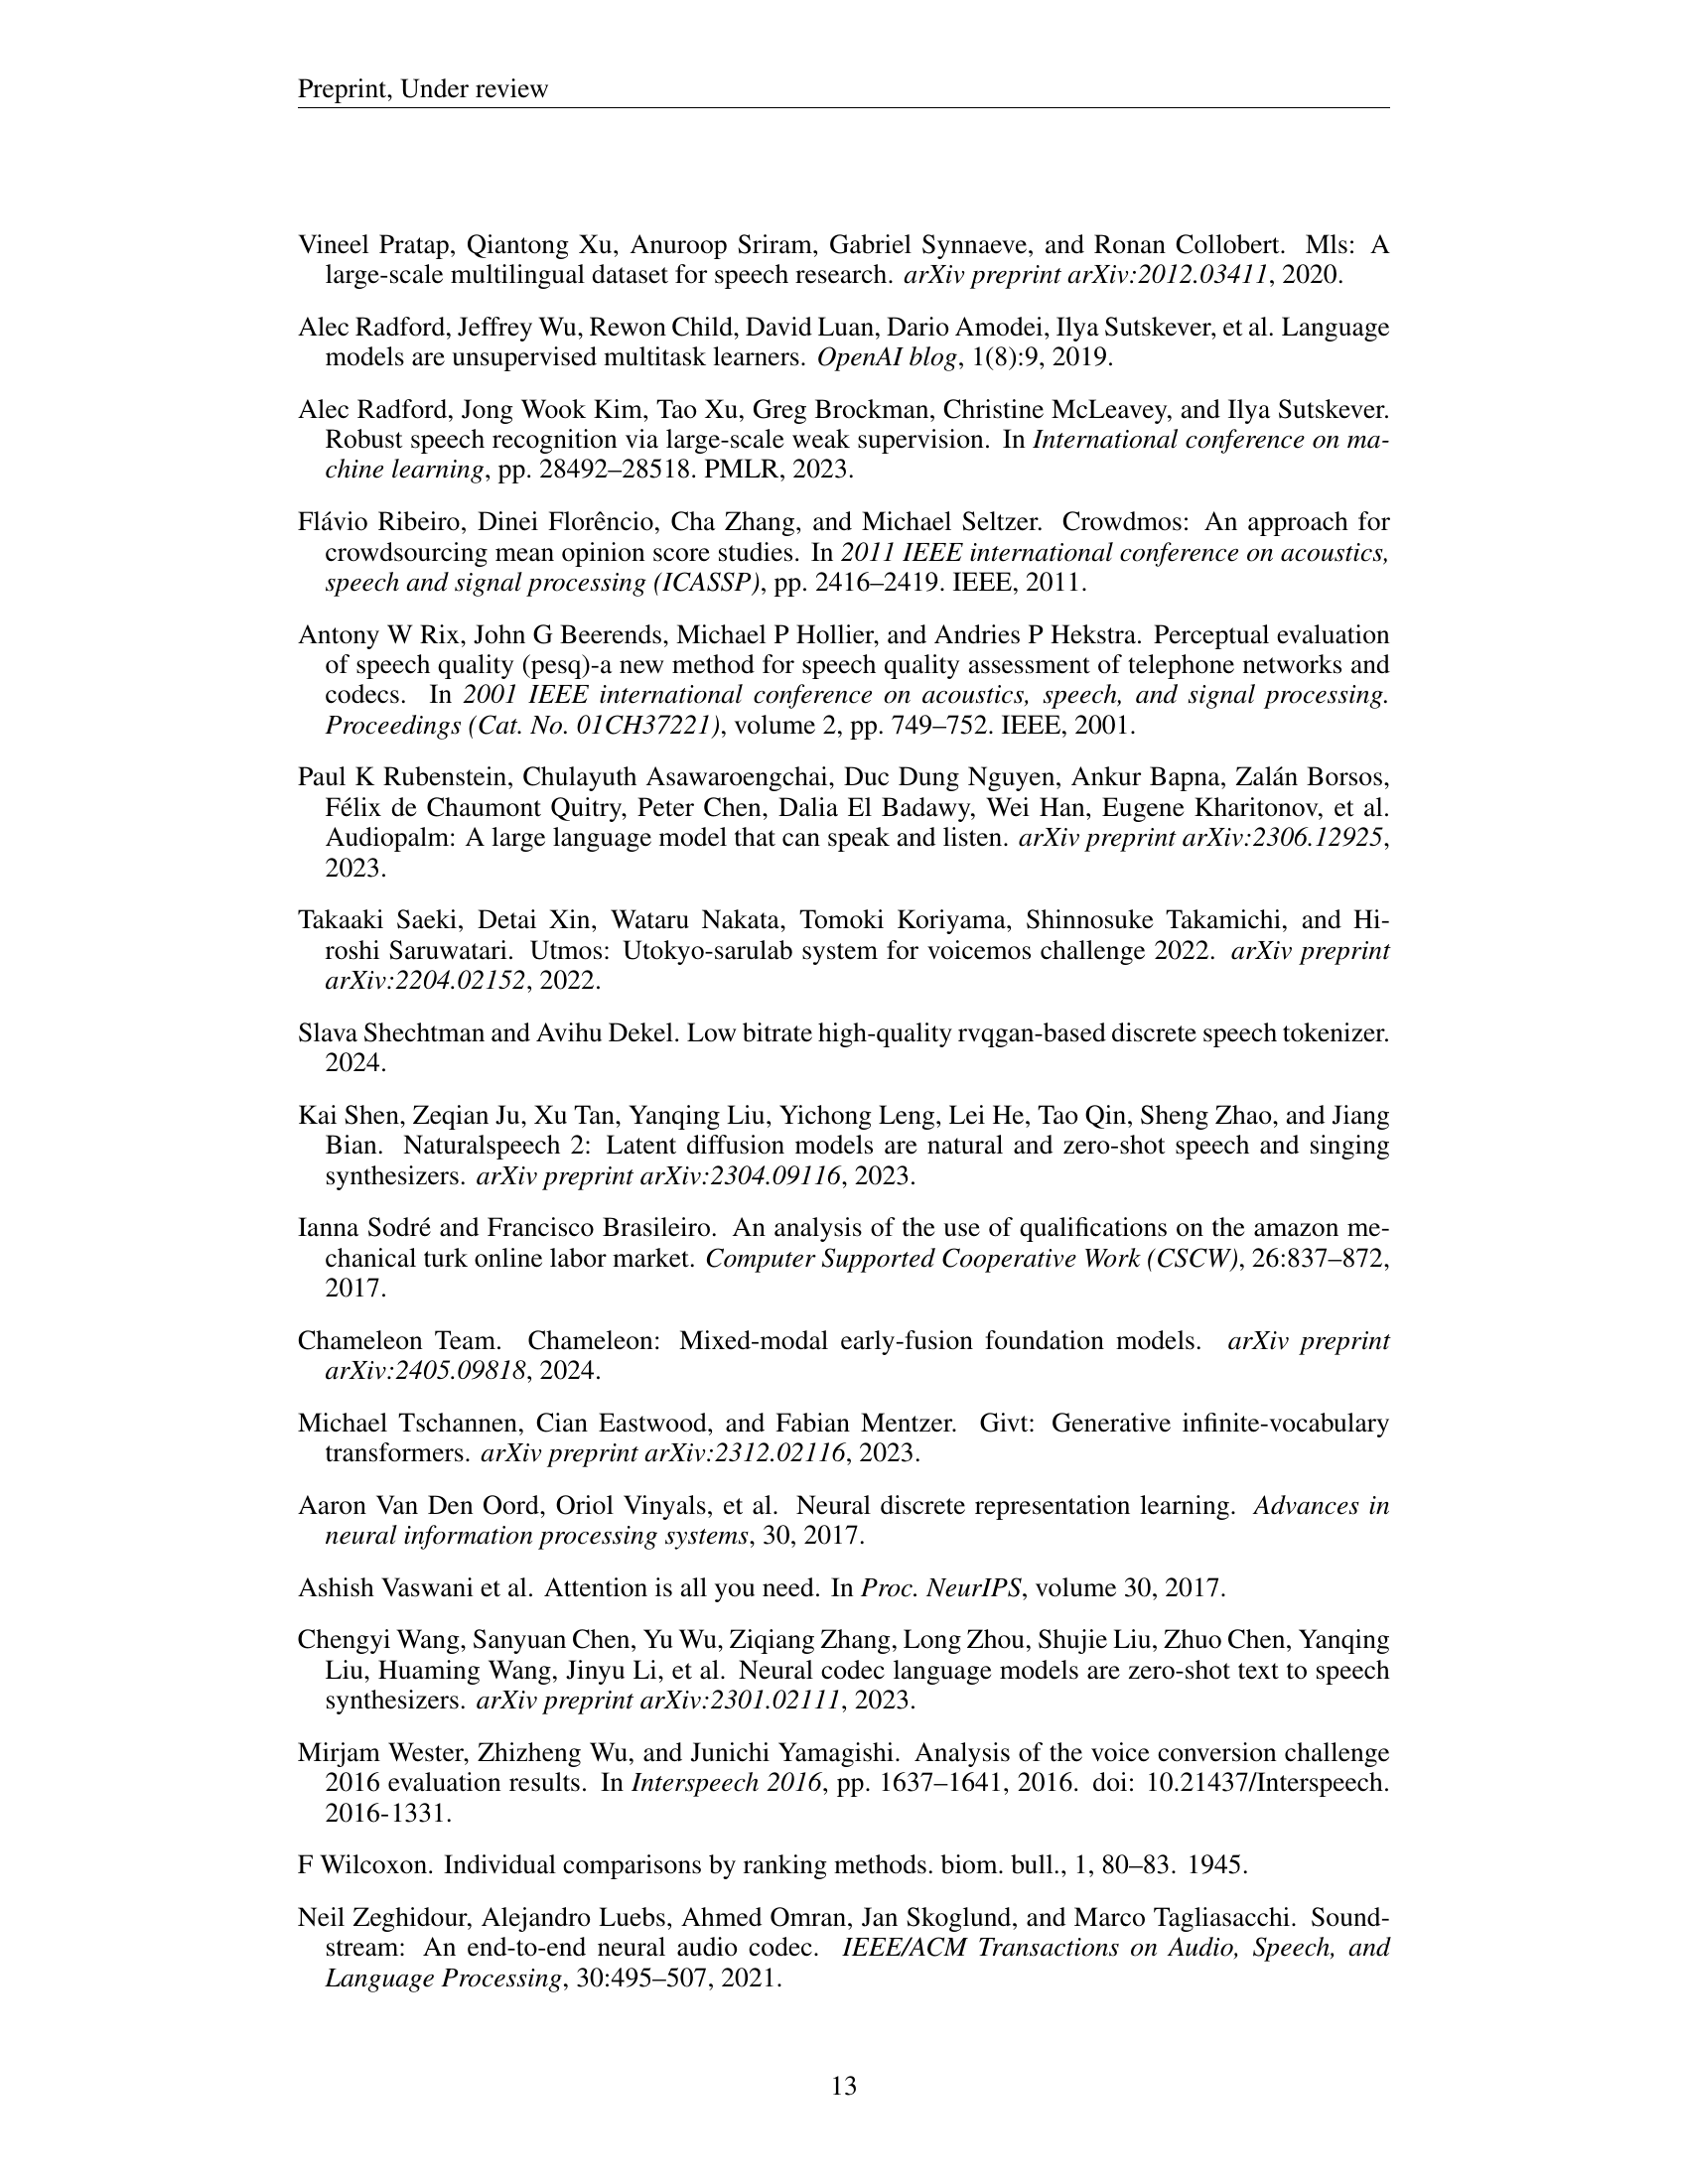 Preprint, Under review
Vineel Pratap, Qiantong Xu, Anuroop Sriram, Gabriel Synnaeve, and Ronan Collobert. Mls: A
large-scale multilingual dataset for speech research. arXiv preprint arXiv:2012.03411, 2020.
Alec Radford, Jeffrey Wu, Rewon Child, David Luan, Dario Amodei, Ilya Sutskever, et al. Language
models are unsupervised multitask learners. OpenAI blog, 1(8):9, 2019.
Alec Radford, Jong Wook Kim, Tao Xu, Greg Brockman, Christine McLeavey, and Ilya Sutskever.
Robust speech recognition via large-scale weak supervision. In International conference on ma-
chine learning, pp. 28492–28518. PMLR, 2023.
Flávio Ribeiro, Dinei Florêncio, Cha Zhang, and Michael Seltzer. Crowdmos: An approach for
crowdsourcing mean opinion score studies. In 2011 IEEE international conference on acoustics,
speech and signal processing (ICASSP), pp. 2416–2419. IEEE, 2011.
Antony W Rix, John G Beerends, Michael P Hollier, and Andries P Hekstra. Perceptual evaluation
of speech quality (pesq)-a new method for speech quality assessment of telephone networks and
codecs. In 2001 IEEE international conference on acoustics, speech, and signal processing.
Proceedings (Cat. No. 01CH37221), volume 2, pp. 749–752. IEEE, 2001.
Paul K Rubenstein, Chulayuth Asawaroengchai, Duc Dung Nguyen, Ankur Bapna, Zalán Borsos,
Félix de Chaumont Quitry, Peter Chen, Dalia El Badawy, Wei Han, Eugene Kharitonov, et al.
Audiopalm: A large language model that can speak and listen. arXiv preprint arXiv:2306.12925,
2023.
Takaaki Saeki, Detai Xin, Wataru Nakata, Tomoki Koriyama, Shinnosuke Takamichi, and Hi-
roshi Saruwatari. Utmos: Utokyo-sarulab system for voicemos challenge 2022. arXiv preprint
arXiv:2204.02152, 2022.
Slava Shechtman and Avihu Dekel. Low bitrate high-quality rvqgan-based discrete speech tokenizer.
2024.
Kai Shen, Zeqian Ju, Xu Tan, Yanqing Liu, Yichong Leng, Lei He, Tao Qin, Sheng Zhao, and Jiang
Bian. Naturalspeech 2: Latent diffusion models are natural and zero-shot speech and singing
synthesizers. arXiv preprint arXiv:2304.09116, 2023.
Ianna Sodré and Francisco Brasileiro. An analysis of the use of qualifications on the amazon me-
chanical turk online labor market. Computer Supported Cooperative Work (CSCW), 26:837–872,
2017.
Chameleon Team. Chameleon: Mixed-modal early-fusion foundation models. arXiv preprint
arXiv:2405.09818, 2024.
Michael Tschannen, Cian Eastwood, and Fabian Mentzer. Givt: Generative infinite-vocabulary
transformers. arXiv preprint arXiv:2312.02116, 2023.
Aaron Van Den Oord, Oriol Vinyals, et al. Neural discrete representation learning. Advances in
neural information processing systems, 30, 2017.
Ashish Vaswani et al. Attention is all you need. In Proc. NeurIPS, volume 30, 2017.
Chengyi Wang, Sanyuan Chen, Yu Wu, Ziqiang Zhang, Long Zhou, Shujie Liu, Zhuo Chen, Yanqing
Liu, Huaming Wang, Jinyu Li, et al. Neural codec language models are zero-shot text to speech
synthesizers. arXiv preprint arXiv:2301.02111, 2023.
Mirjam Wester, Zhizheng Wu, and Junichi Yamagishi. Analysis of the voice conversion challenge
2016 evaluation results. In Interspeech 2016, pp. 1637–1641, 2016. doi: 10.21437/Interspeech.
2016-1331.
F Wilcoxon. Individual comparisons by ranking methods. biom. bull., 1, 80–83. 1945.
Neil Zeghidour, Alejandro Luebs, Ahmed Omran, Jan Skoglund, and Marco Tagliasacchi. Sound-
stream: An end-to-end neural audio codec. IEEE/ACM Transactions on Audio, Speech, and
Language Processing, 30:495–507, 2021.
13